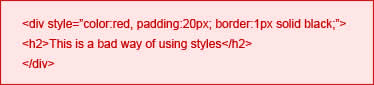 <div style=”color:red, padding:20px; border:1px solid black;”>
<h2>This is a bad way of using styles</h2>
</div>